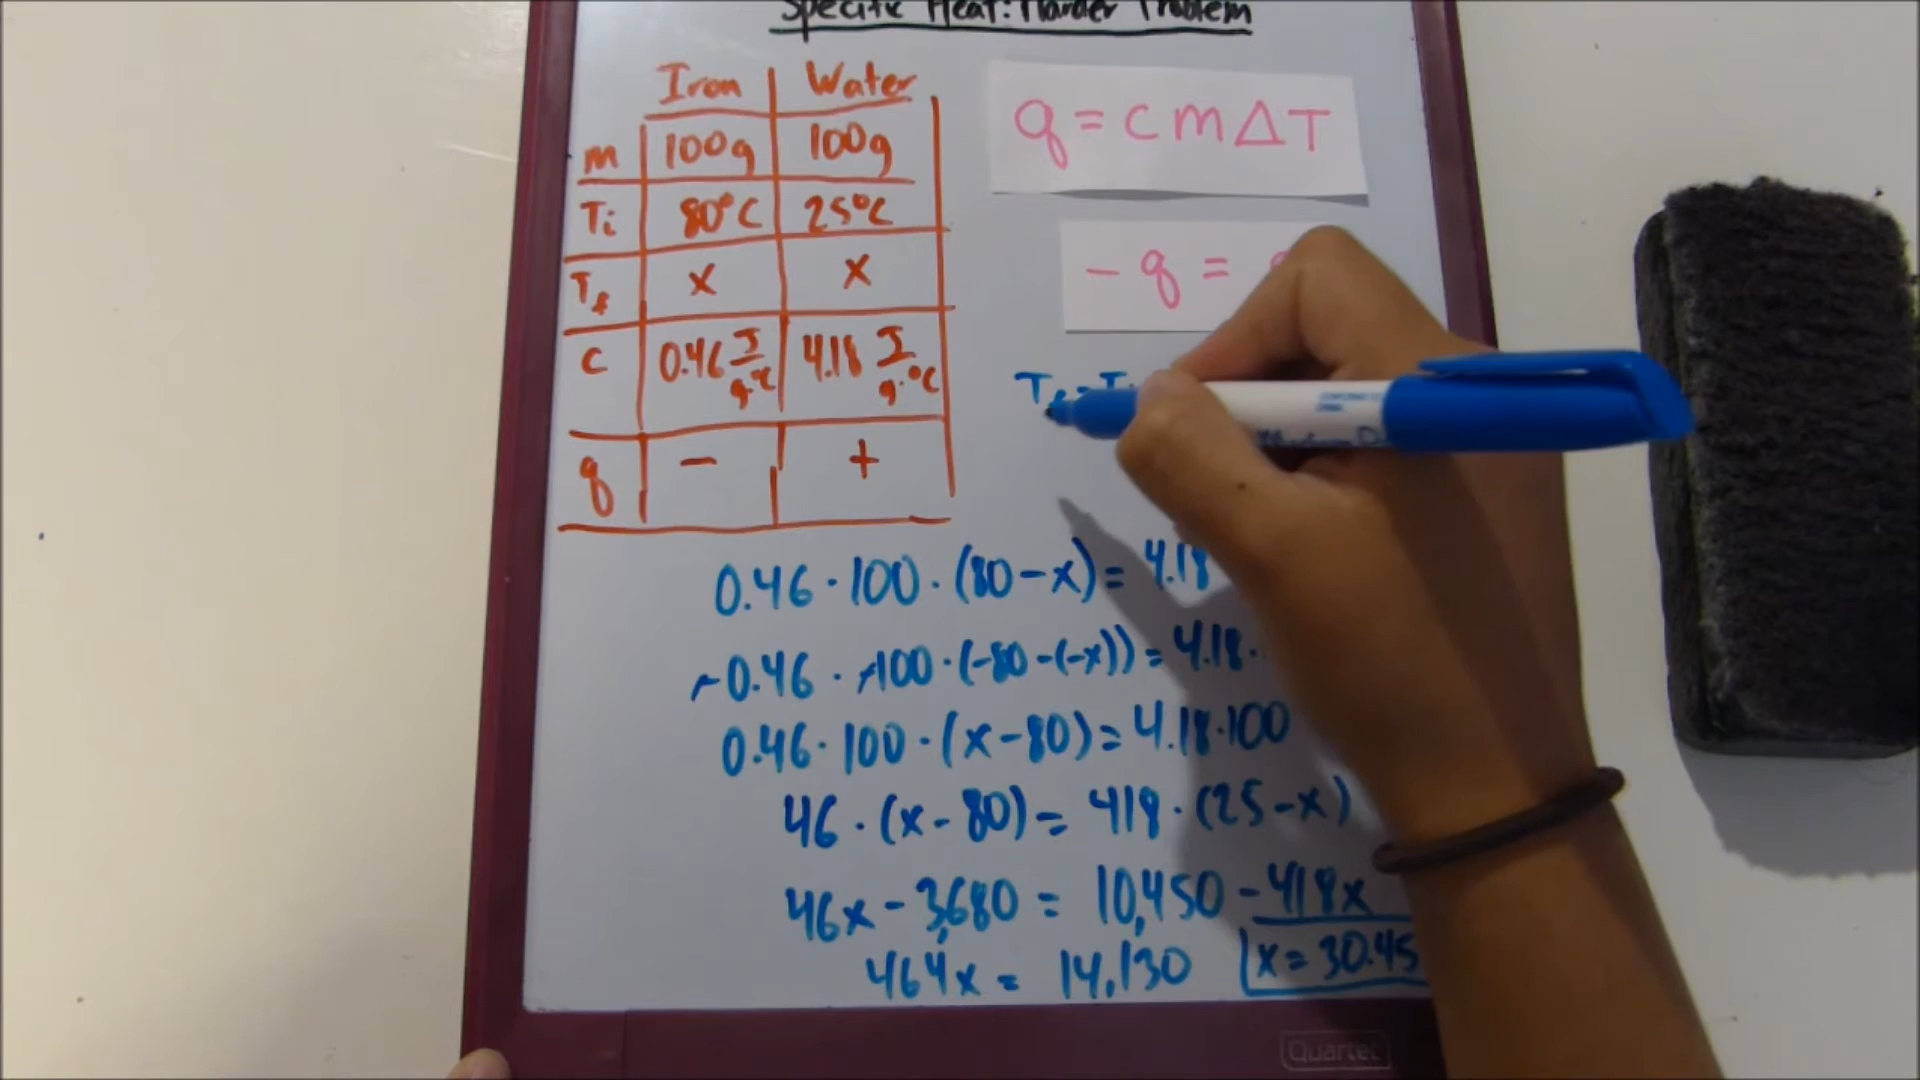 Specific Heat: Harder Problem
Iron Water
m 100g 100g
Ti 80°C 25°C
Tf x x
C 0.46 J/g·°C 4.18 J/g·°C
q - +
q = cmΔT
- q =
Tf = Ti
0.46 · 100 · (80 - x) = 4.18
-0.46 · -100 · (-80 - (-x)) = 4.18 ·
0.46 · 100 · (x - 80) = 4.18 · 100
46 · (x - 80) = 418 · (25 - x)
46x - 3,680 = 10,450 - 418x
464x = 14,130 x = 30.45
Quartet